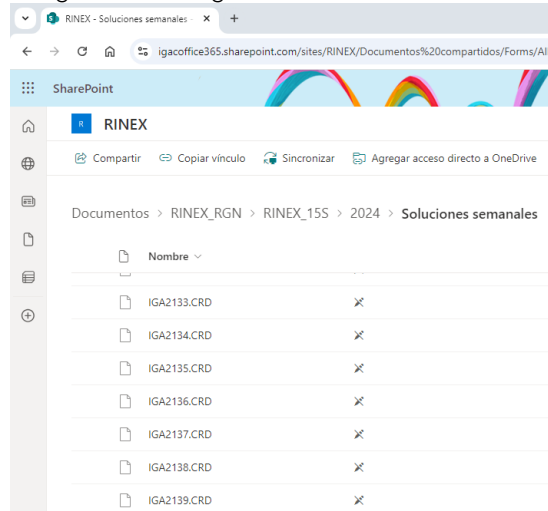 RINEX - Soluciones semanales -
igacoffice365.sharepoint.com/sites/RINEX/Documentos%20compartidos/Forms/Al
SharePoint
R RINEX
Compartir Copiar vínculo Sincronizar Agregar acceso directo a OneDrive
Documentos > RINEX_RGN > RINEX_15S > 2024 > Soluciones semanales
Nombre
IGA2133.CRD
IGA2134.CRD
IGA2135.CRD
IGA2136.CRD
IGA2137.CRD
IGA2138.CRD
IGA2139.CRD